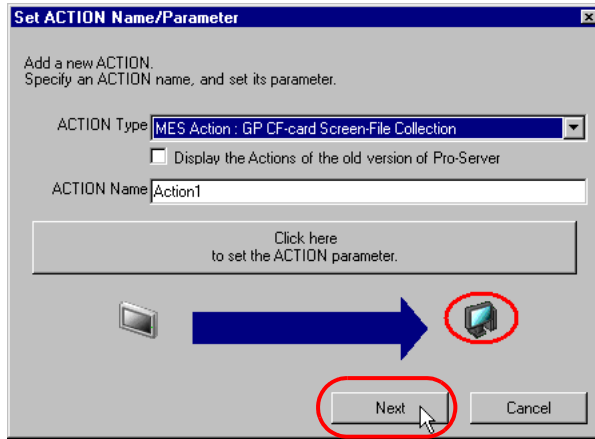 Set ACTION Name/Parameter
Add a new ACTION.
Specify an ACTION name, and set its parameter.
ACTION Type MES Action : GP CF-card Screen-File Collection
Display the Actions of the old version of Pro-Server
ACTION Name Action1
Click here
to set the ACTION parameter.
Next Cancel